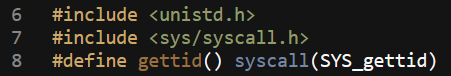 6 #include <unistd.h>
7 #include <sys/syscall.h>
8 #define gettid() syscall(SYS_gettid)